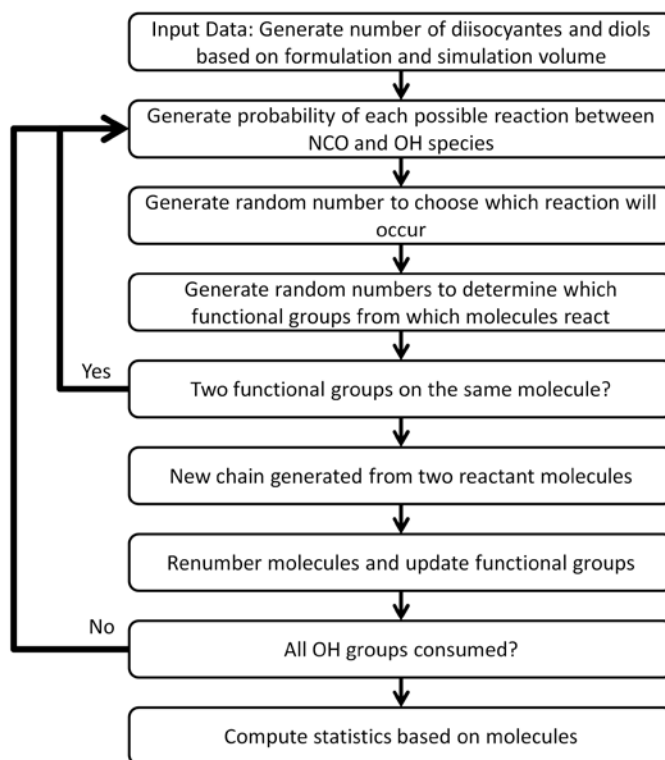 Input Data: Generate number of diisocyantes and diols
based on formulation and simulation volume
Generate probability of each possible reaction between
NCO and OH species
Generate random number to choose which reaction will
occur
Generate random numbers to determine which
functional groups from which molecules react
Yes
Two functional groups on the same molecule?
New chain generated from two reactant molecules
Renumber molecules and update functional groups
No
All OH groups consumed?
Compute statistics based on molecules